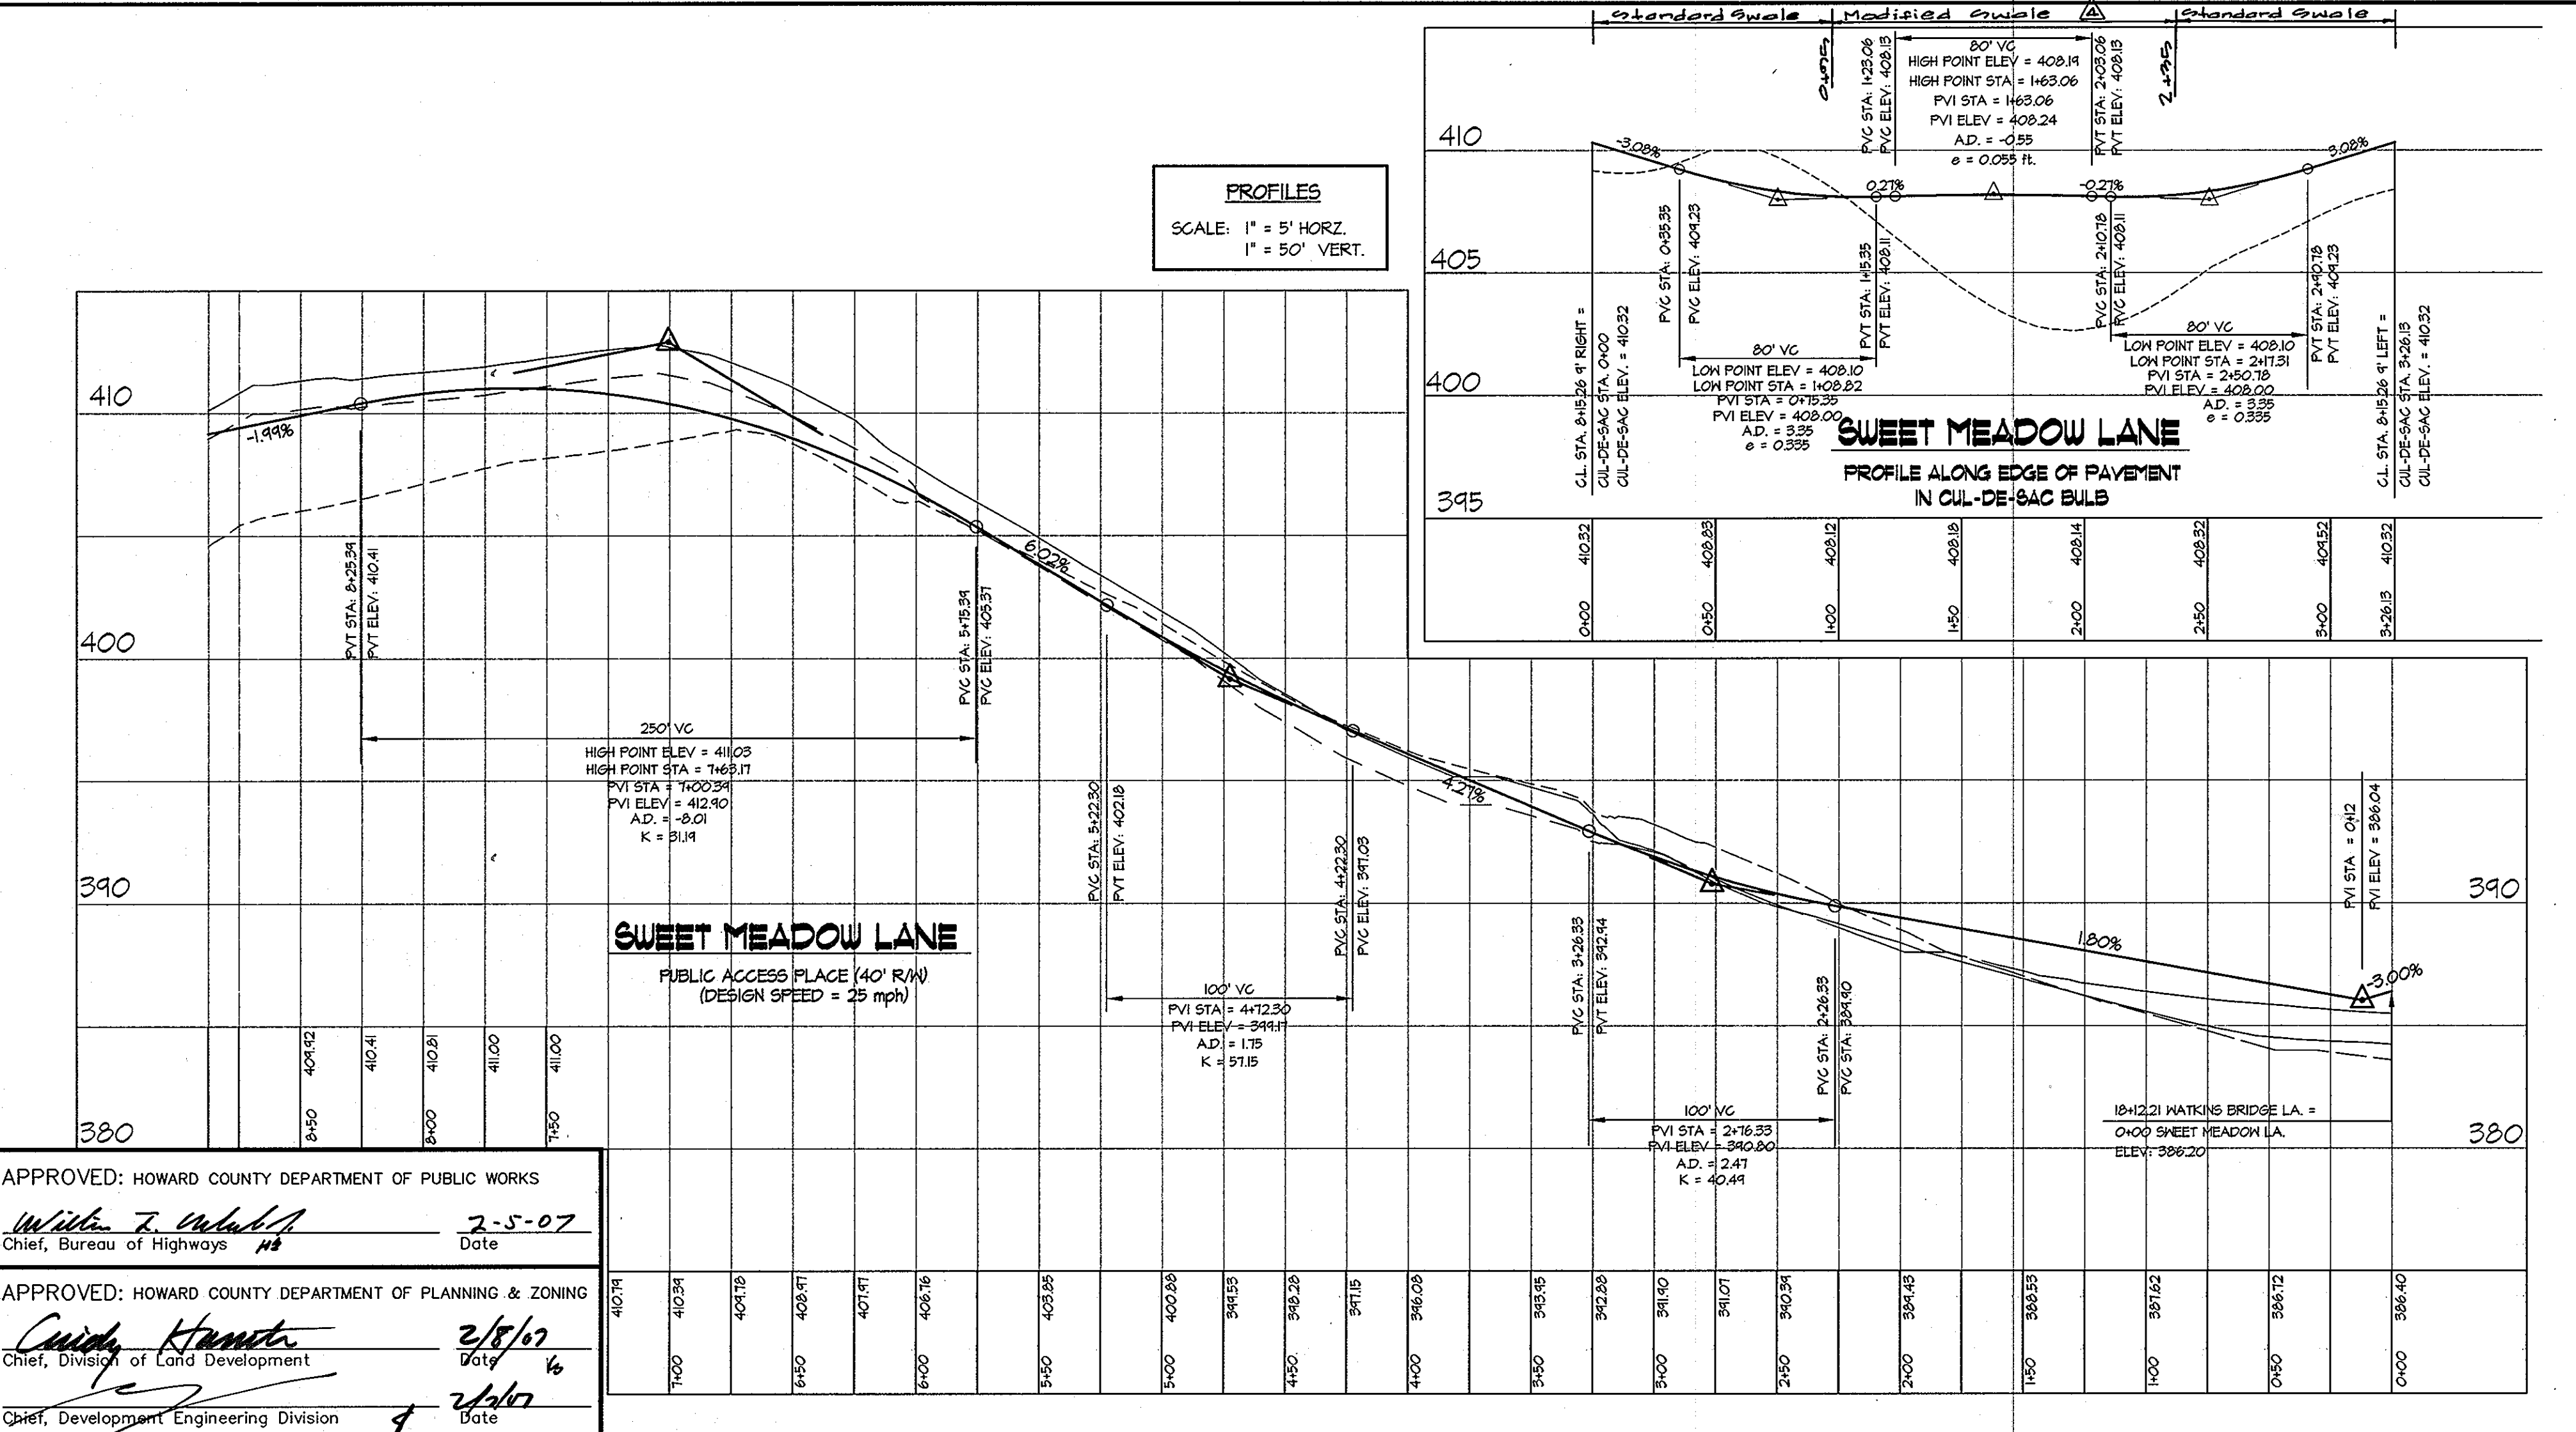 Standard Swale
Modified Swale
4
Standard Swale
0+95
2+35
PVC STA: 1+23.06
PVC ELEV: 408.13
80' VC
HIGH POINT ELEV = 408.19
HIGH POINT STA = 1+63.06
PVI STA = 1+63.06
PVI ELEV = 408.24
A.D. = -0.55
e = 0.055 ft.
PVT STA: 2+03.06
PVT ELEV: 408.13
410
405
400
395
-3.08%
0.27%
-0.27%
3.08%
PVC STA: 0+35.35
PVC ELEV: 409.23
PVT STA: 1+15.35
PVT ELEV: 408.11
PVC STA: 2+10.78
PVC ELEV: 408.11
PVT STA: 2+90.78
PVT ELEV: 409.23
C.L. STA. 8+15.26 9' RIGHT =
CUL-DE-SAC STA. 0+00
CUL-DE-SAC ELEV. = 410.32
80' VC
LOW POINT ELEV = 408.10
LOW POINT STA = 1+08.82
PVI STA = 0+75.35
PVI ELEV = 408.00
A.D. = 3.35
e = 0.335
80' VC
LOW POINT ELEV = 408.10
LOW POINT STA = 2+17.31
PVI STA = 2+50.78
PVI ELEV = 408.00
A.D. = 3.35
e = 0.335
C.L. STA. 8+15.26 9' LEFT =
CUL-DE-SAC STA. 3+26.13
CUL-DE-SAC ELEV. = 410.32
SWEET MEADOW LANE
PROFILE ALONG EDGE OF PAVEMENT
IN CUL-DE-SAC BULB
410.32
408.83
408.12
408.18
408.14
408.32
409.52
410.32
0+00
0+50
1+00
1+50
2+00
2+50
3+00
3+26.13
PROFILES
SCALE: 1" = 5' HORZ.
1" = 50' VERT.
410
400
390
380
-1.99%
PVT STA: 8+25.39
PVT ELEV: 410.41
250' VC
HIGH POINT ELEV = 411.03
HIGH POINT STA = 7+63.17
PVI STA = 7+00.39
PVI ELEV = 412.90
A.D. = -8.01
K = 31.19
PVC STA: 5+75.39
PVC ELEV: 405.37
6.02%
PVC STA: 5+22.30
PVT ELEV: 402.18
100' VC
PVI STA = 4+72.30
PVI ELEV = 399.17
A.D. = 1.75
K = 57.15
PVC STA: 4+22.30
PVC ELEV: 397.03
4.27%
PVC STA: 3+26.33
PVT ELEV: 392.94
100' VC
PVI STA = 2+76.33
PVI ELEV = 390.80
A.D. = 2.47
K = 40.49
PVC STA: 2+26.33
PVC STA: 389.90
1.80%
PVI STA = 0+12
PVI ELEV = 386.04
-3.00%
390
380
18+12.21 WATKINS BRIDGE LA. =
0+00 SWEET MEADOW LA.
ELEV: 386.20
SWEET MEADOW LANE
PUBLIC ACCESS PLACE (40' R/W)
(DESIGN SPEED = 25 mph)
409.92
410.41
410.81
411.00
411.00
8+50
8+00
7+50
410.79
410.39
409.78
408.97
407.97
406.76
403.85
400.88
399.53
398.28
397.15
396.08
393.95
392.88
391.90
391.07
390.39
389.43
388.53
387.62
386.72
386.40
7+00
6+50
6+00
5+50
5+00
4+50
4+00
3+50
3+00
2+50
2+00
1+50
1+00
0+50
0+00
APPROVED: HOWARD COUNTY DEPARTMENT OF PUBLIC WORKS
2-5-07
Chief, Bureau of Highways
Date
APPROVED: HOWARD COUNTY DEPARTMENT OF PLANNING & ZONING
2/8/07
Chief, Division of Land Development
Date
Chief, Development Engineering Division
Date